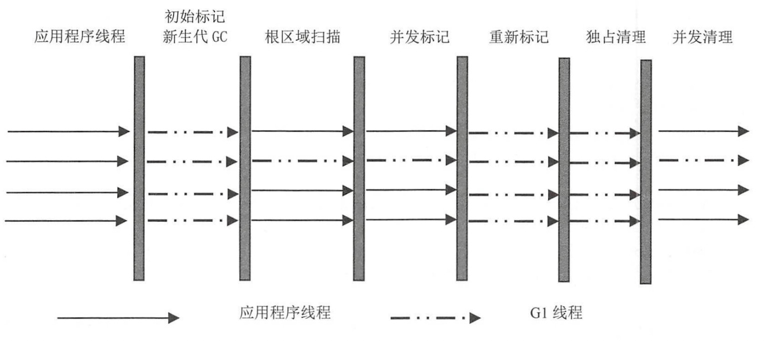 应用程序线程
初始标记
新生代 GC
根区域扫描
并发标记
重新标记
独占清理
并发清理
应用程序线程
G1 线程